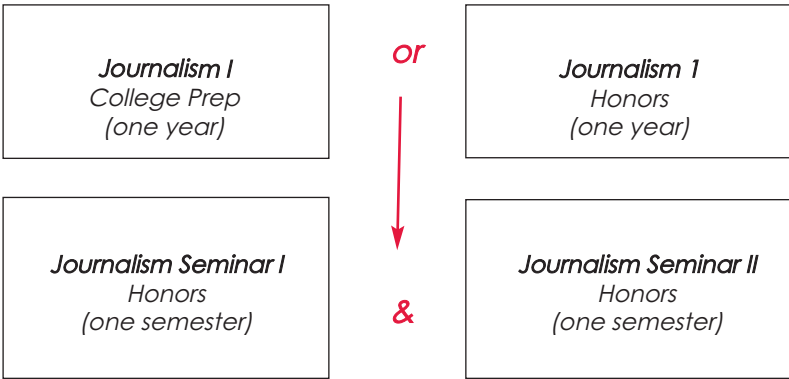 Journalism I
College Prep
(one year)
or
Journalism 1
Honors
(one year)
Journalism Seminar I
Honors
(one semester)
&
Journalism Seminar II
Honors
(one semester)